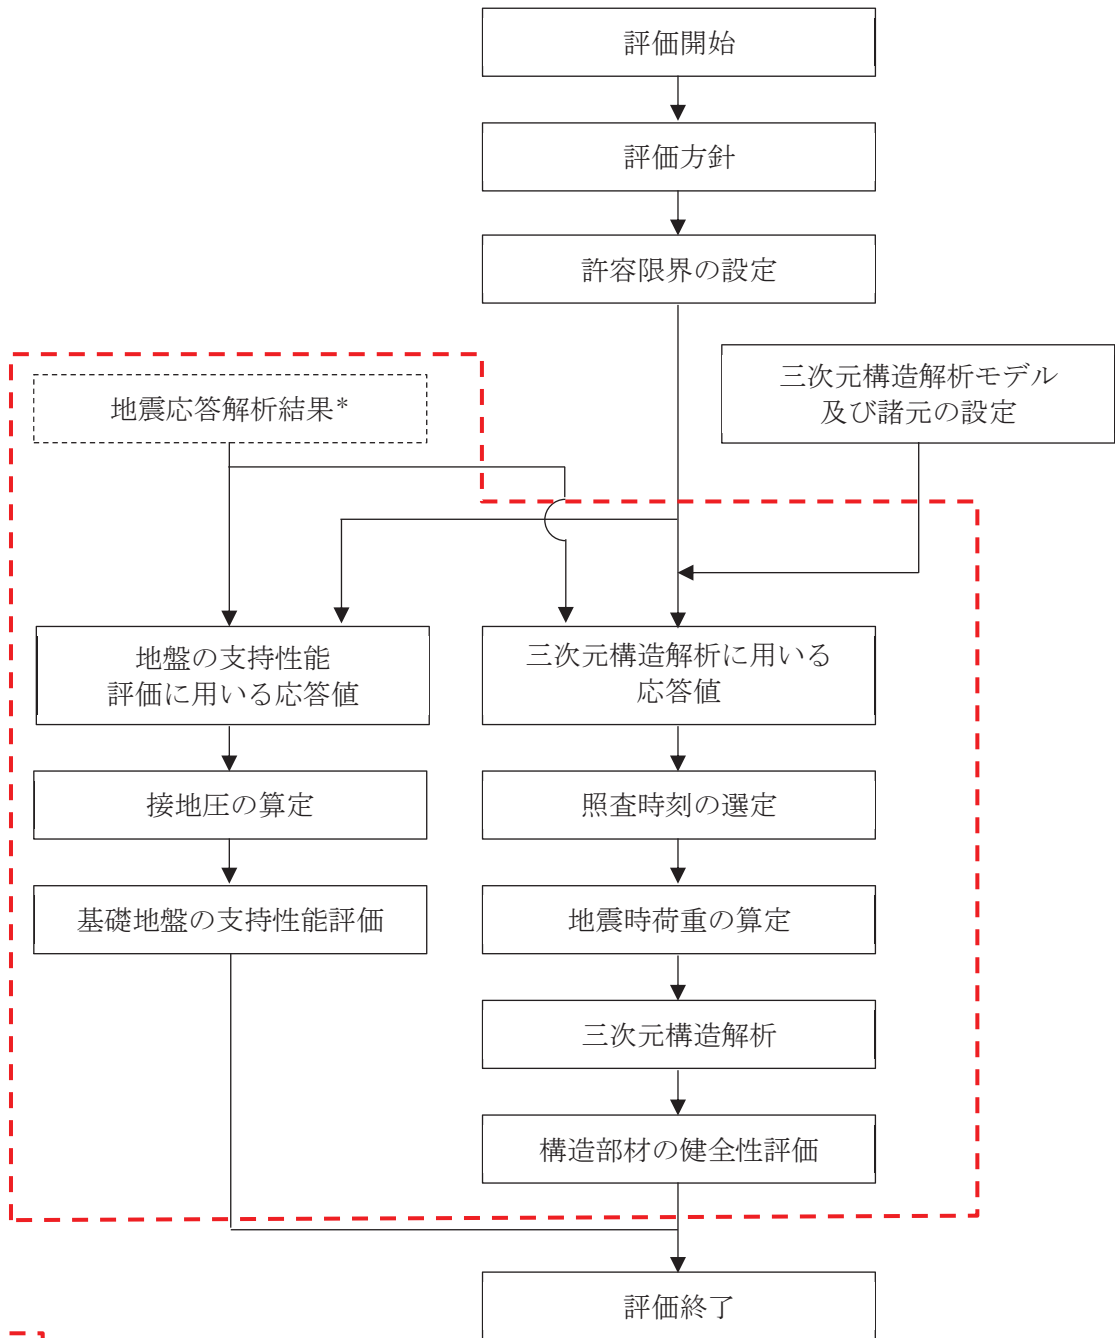 評価開始
評価方針
許容限界の設定
三次元構造解析モデル
及び諸元の設定
地震応答解析結果*
地盤の支持性能
評価に用いる応答値
三次元構造解析に用いる
応答値
接地圧の算定
照査時刻の選定
基礎地盤の支持性能評価
地震時荷重の算定
三次元構造解析
構造部材の健全性評価
評価終了